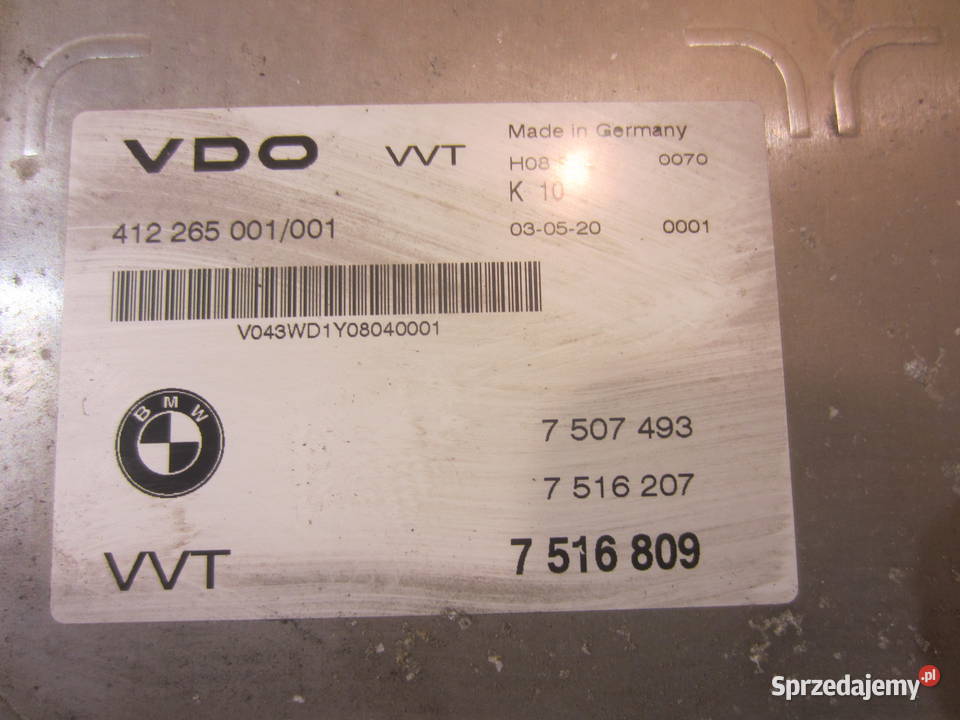 VDO VVT
Made in Germany
H08 0070
K 10
412 265 001/001
03-05-20 0001
V043WD1Y08040001
BMW
7 507 493
7 516 207
VVT
7 516 809
Sprzedajemy.pl